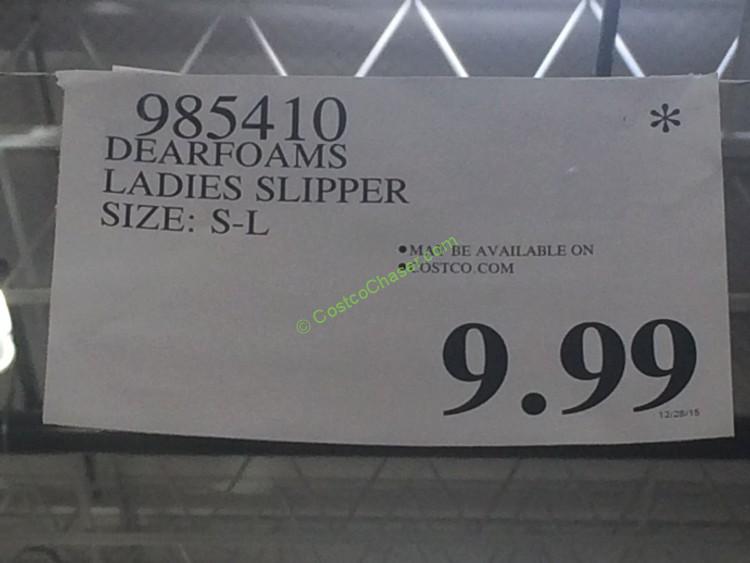 985410 *
DEARFOAMS
LADIES SLIPPER
SIZE: S-L
• MAY BE AVAILABLE ON
• COSTCO.COM
© CostcoChaser.com
9.99
12/28/15